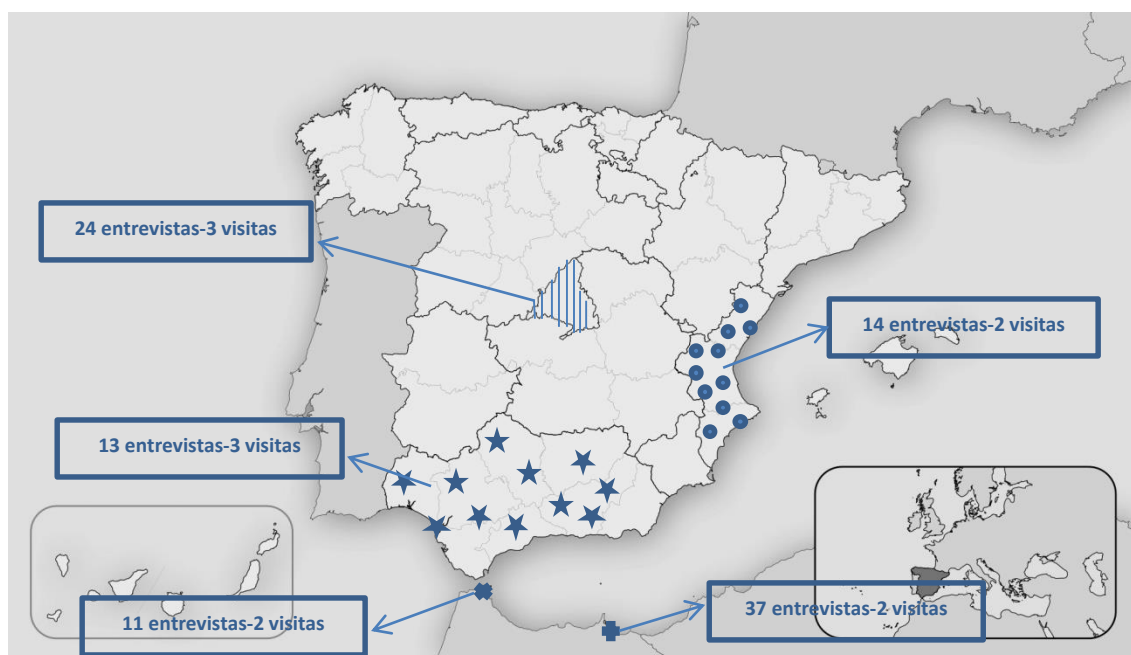 24 entrevistas-3 visitas
14 entrevistas-2 visitas
13 entrevistas-3 visitas
37 entrevistas-2 visitas
11 entrevistas-2 visitas